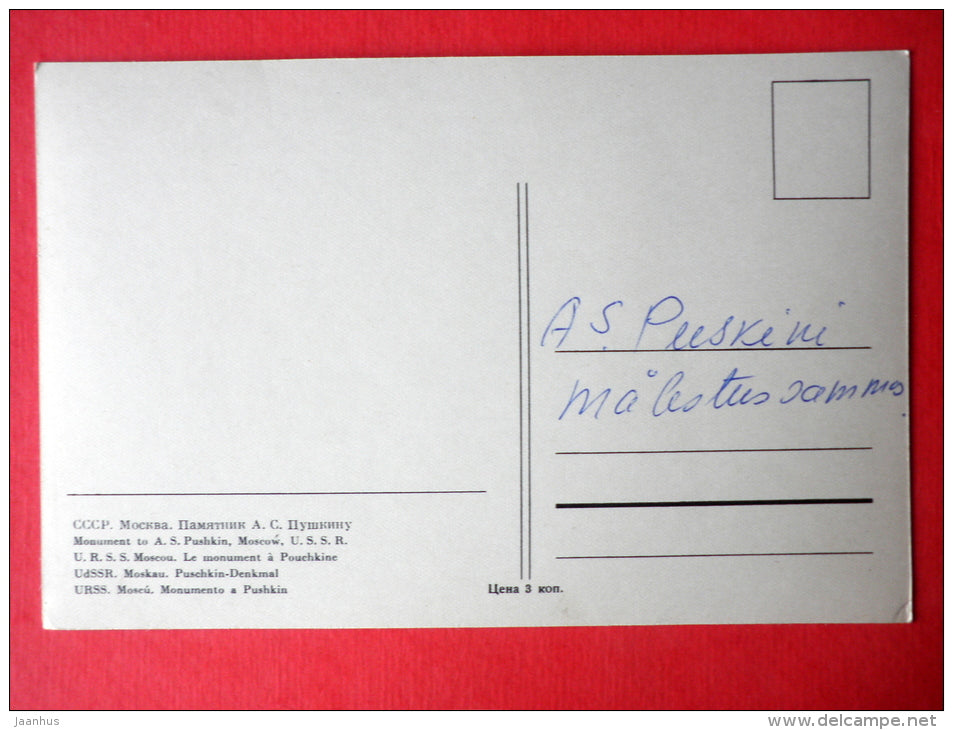 A S. Puskini
mälestussammas.
СССР. Москва. Памятник А. С. Пушкину
Monument to A. S. Pushkin, Moscow, U. S. S. R.
U. R. S. S. Moscou. Le monument à Pouchkine
UdSSR. Moskau. Puschkin-Denkmal
URSS. Moscú. Monumento a Pushkin
Цена 3 коп.
jaanhus
www.delcampe.net